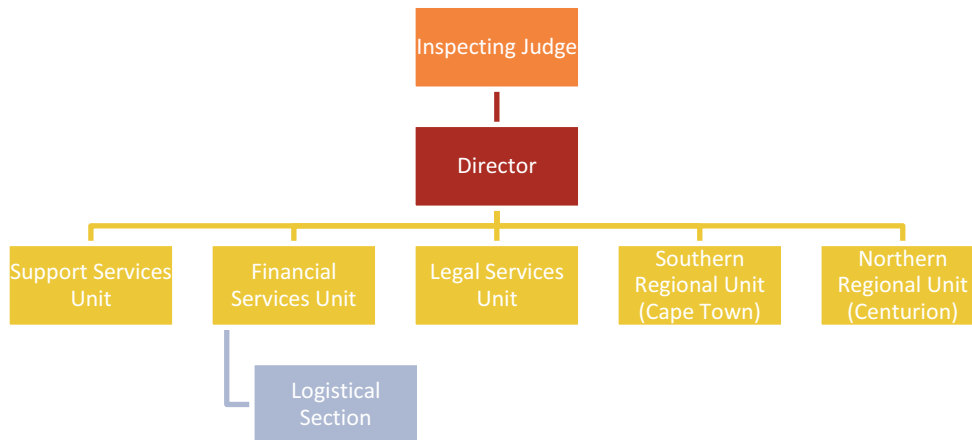 Inspecting Judge
Director
Support Services
Unit
Financial
Services Unit
Legal Services
Unit
Southern
Regional Unit
(Cape Town)
Northern
Regional Unit
(Centurion)
Logistical
Section